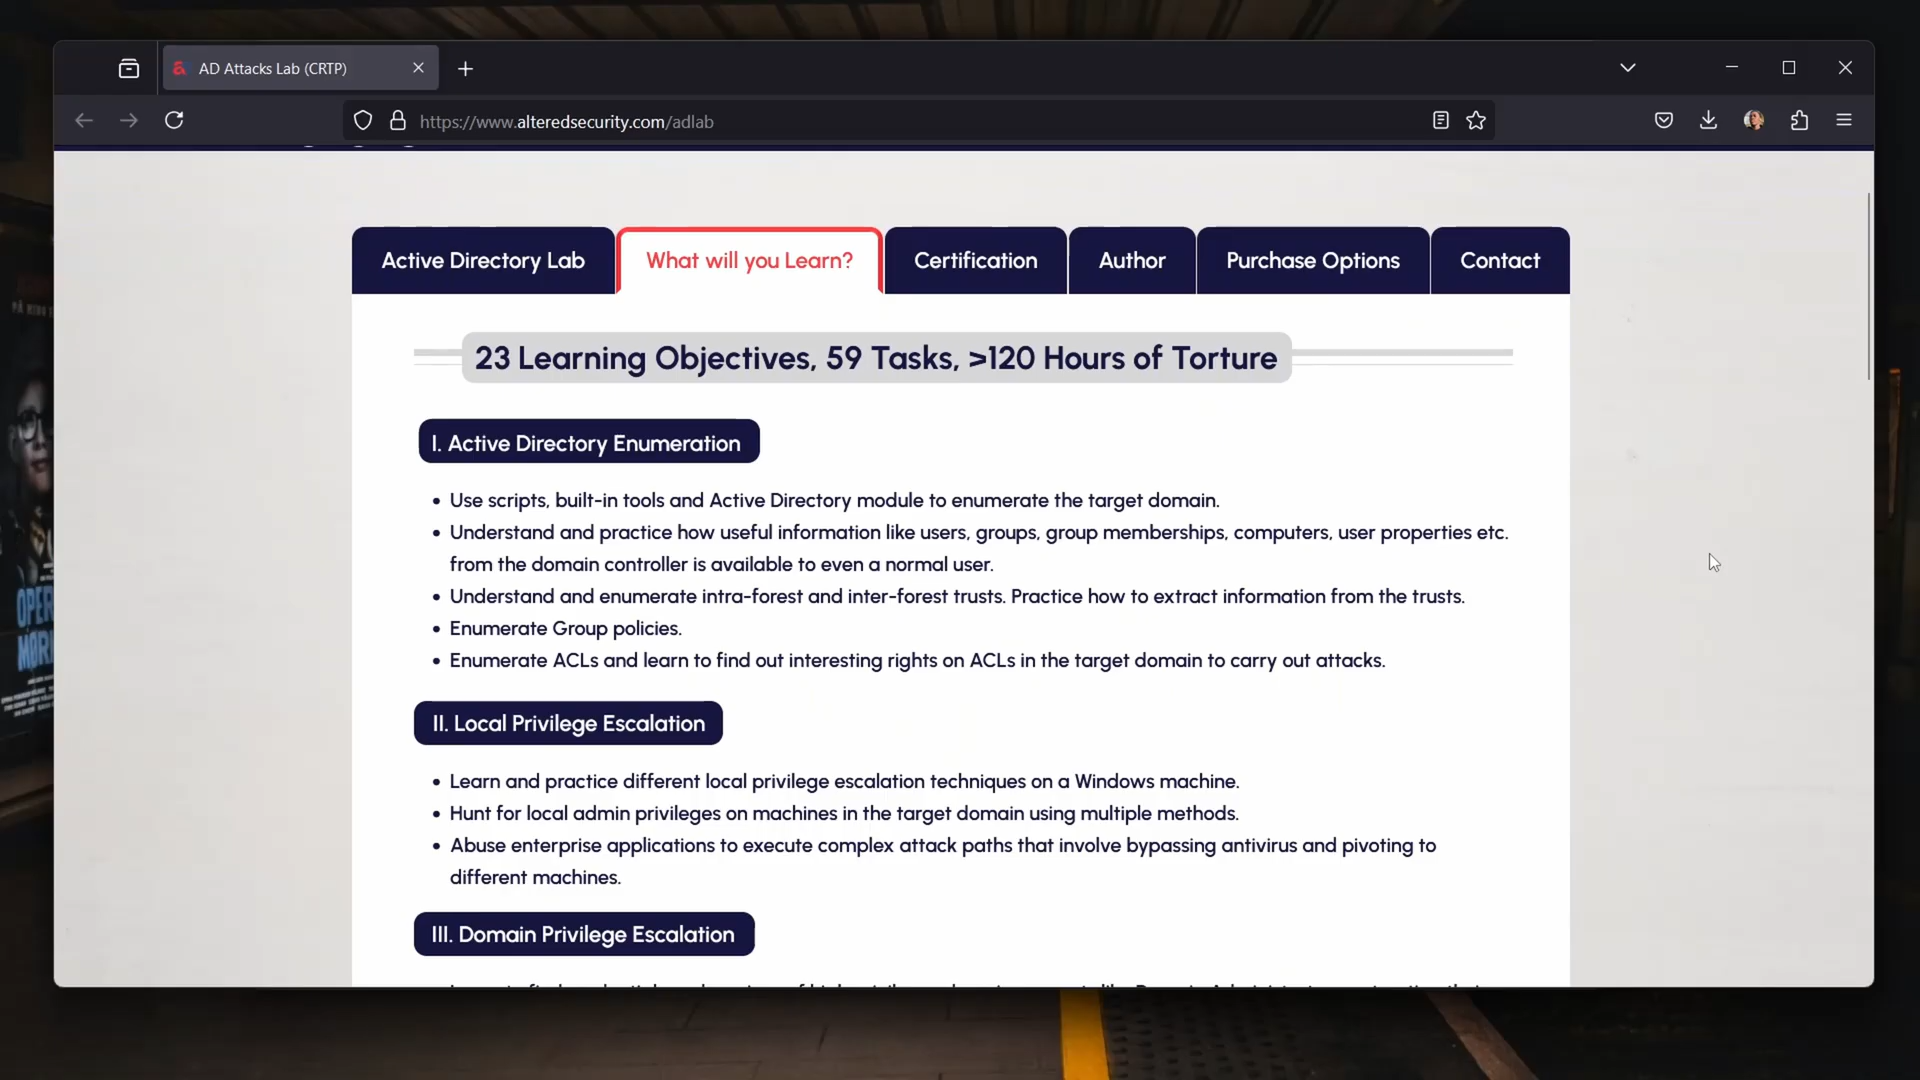 AD Attacks Lab (CRTP)
https://www.alteredsecurity.com/adlab
Active Directory Lab
What will you Learn?
Certification
Author
Purchase Options
Contact
23 Learning Objectives, 59 Tasks, >120 Hours of Torture
I. Active Directory Enumeration
• Use scripts, built-in tools and Active Directory module to enumerate the target domain.
• Understand and practice how useful information like users, groups, group memberships, computers, user properties etc.
from the domain controller is available to even a normal user.
• Understand and enumerate intra-forest and inter-forest trusts. Practice how to extract information from the trusts.
• Enumerate Group policies.
• Enumerate ACLs and learn to find out interesting rights on ACLs in the target domain to carry out attacks.
II. Local Privilege Escalation
• Learn and practice different local privilege escalation techniques on a Windows machine.
• Hunt for local admin privileges on machines in the target domain using multiple methods.
• Abuse enterprise applications to execute complex attack paths that involve bypassing antivirus and pivoting to
different machines.
III. Domain Privilege Escalation